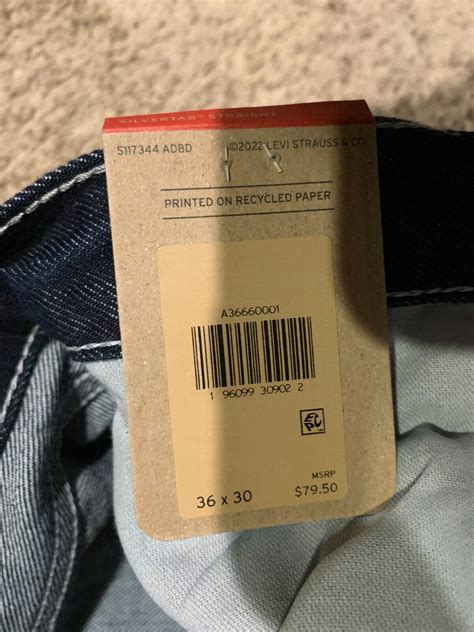 SILVERTAB™ STRAIGHT
S117344 ADBD ©2022 LEVI STRAUSS & CO.
PRINTED ON RECYCLED PAPER
A36660001
1 96099 30902 2
MSRP
36 x 30 $79.50